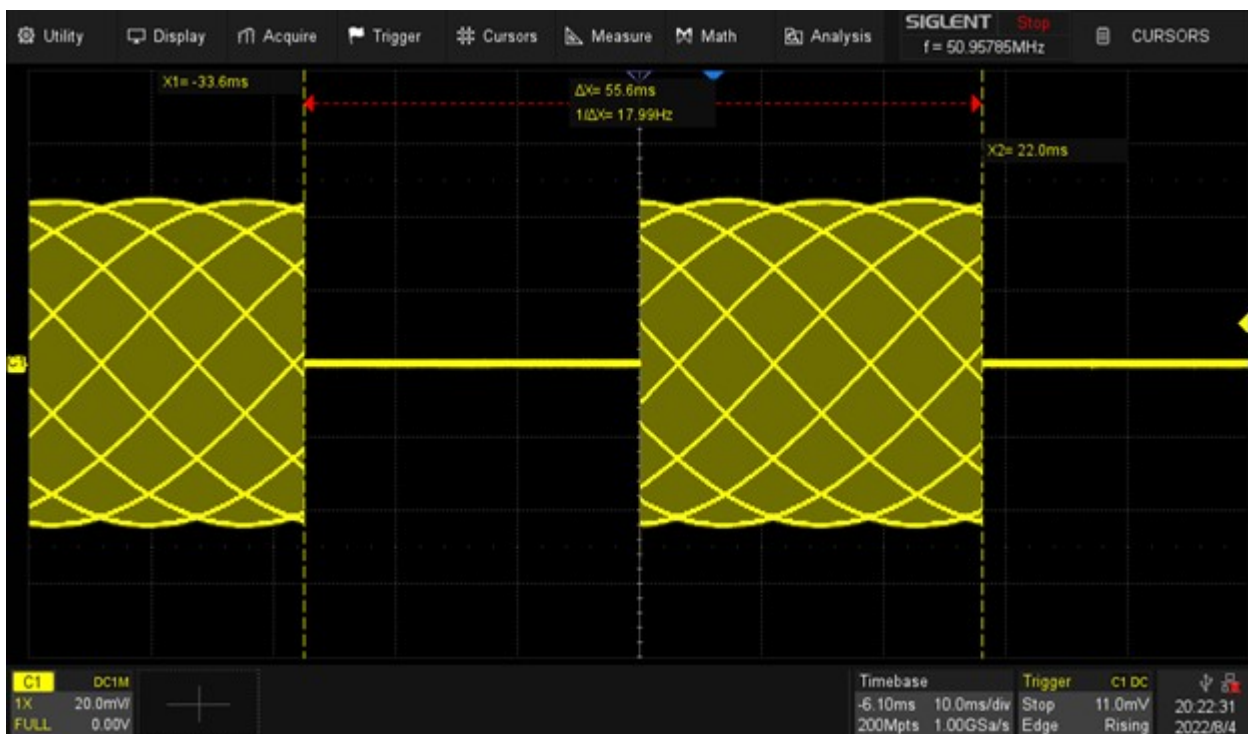 Utility Display Acquire Trigger Cursors Measure Math Analysis SIGLENT Stop CURSORS
f = 50.95785MHz
X1= -33.6ms
ΔX= 55.6ms
1/ΔX= 17.99Hz
X2= 22.0ms
C1
C1 DC1M
1X 20.0mV/
FULL 0.00V
Timebase
-6.10ms 10.0ms/div
200Mpts 1.00GSa/s
Trigger C1 DC
Stop 11.0mV
Edge Rising
20:22:31
2022/8/4